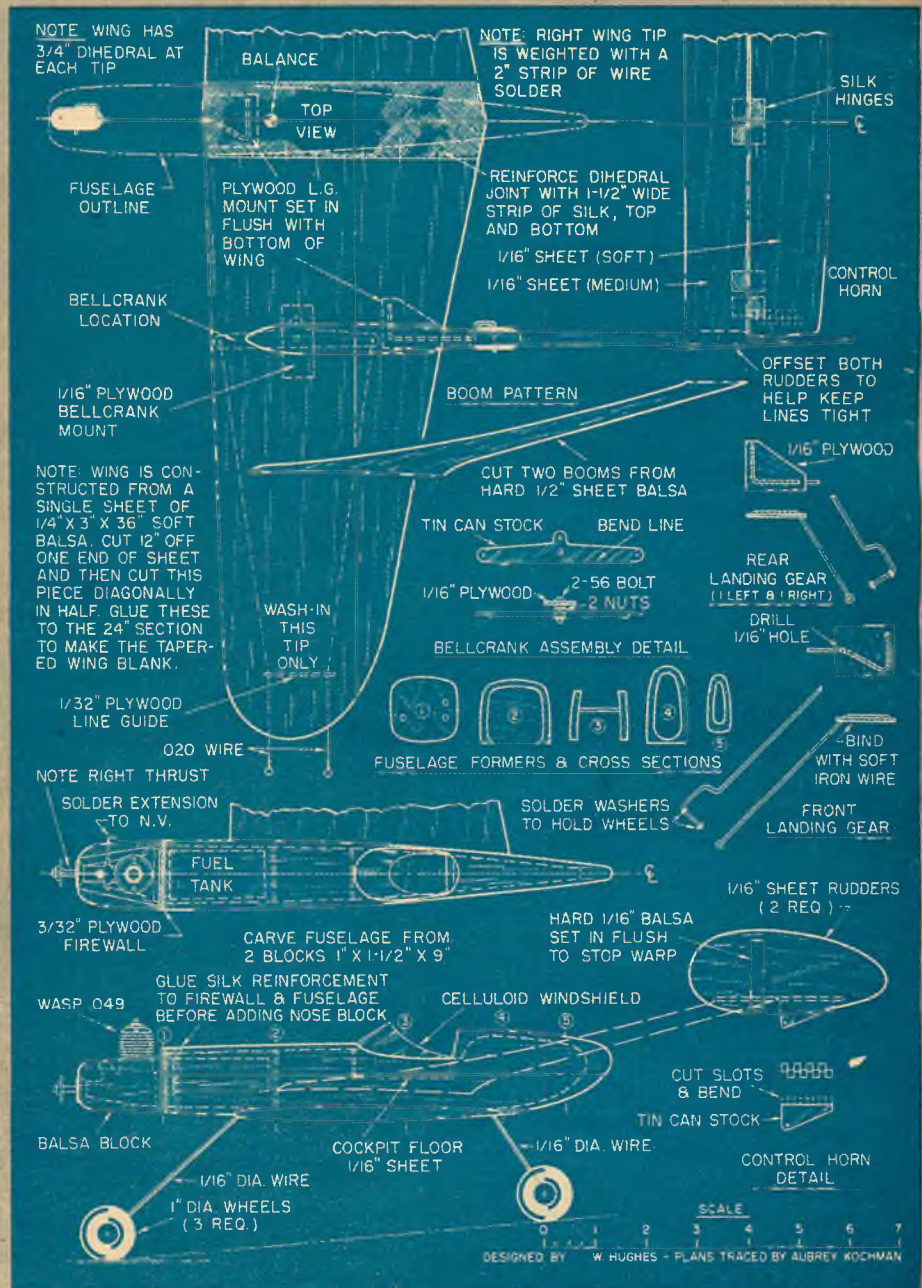 NOTE WING HAS
3/4" DIHEDRAL AT
EACH TIP
BALANCE
TOP
VIEW
NOTE: RIGHT WING TIP
IS WEIGHTED WITH A
2" STRIP OF WIRE
SOLDER
SILK
HINGES
℄
FUSELAGE
OUTLINE
PLYWOOD L.G.
MOUNT SET IN
FLUSH WITH
BOTTOM OF
WING
REINFORCE DIHEDRAL
JOINT WITH 1-1/2" WIDE
STRIP OF SILK, TOP
AND BOTTOM
1/16" SHEET (SOFT)
1/16" SHEET (MEDIUM)
CONTROL
HORN
BELLCRANK
LOCATION
1/16" PLYWOOD
BELLCRANK
MOUNT
BOOM PATTERN
OFFSET BOTH
RUDDERS TO
HELP KEEP
LINES TIGHT
CUT TWO BOOMS FROM
HARD 1/2" SHEET BALSA
NOTE: WING IS CON-
STRUCTED FROM A
SINGLE SHEET OF
1/4" X 3" X 36" SOFT
BALSA. CUT 12" OFF
ONE END OF SHEET
AND THEN CUT THIS
PIECE DIAGONALLY
IN HALF. GLUE THESE
TO THE 24" SECTION
TO MAKE THE TAPER-
ED WING BLANK.
TIN CAN STOCK
BEND LINE
1/16" PLYWOOD
2-56 BOLT
2 NUTS
BELLCRANK ASSEMBLY DETAIL
1/16" PLYWOOD
REAR
LANDING GEAR
(1 LEFT & 1 RIGHT)
DRILL
1/16" HOLE
WASH-IN
THIS
TIP
ONLY
1/32" PLYWOOD
LINE GUIDE
.020 WIRE
1
2
3
4
5
FUSELAGE FORMERS & CROSS SECTIONS
BIND
WITH SOFT
IRON WIRE
FRONT
LANDING GEAR
SOLDER WASHERS
TO HOLD WHEELS
NOTE RIGHT THRUST
SOLDER EXTENSION
TO N.V.
FUEL
TANK
℄
3/32" PLYWOOD
FIREWALL
CARVE FUSELAGE FROM
2 BLOCKS 1" X 1-1/2" X 9"
1/16" SHEET RUDDERS
(2 REQ.)
HARD 1/16" BALSA
SET IN FLUSH
TO STOP WARP
GLUE SILK REINFORCEMENT
TO FIREWALL & FUSELAGE
BEFORE ADDING NOSE BLOCK
WASP .049
CELLULOID WINDSHIELD
1
2
3
4
5
BALSA BLOCK
COCKPIT FLOOR
1/16" SHEET
1/16" DIA. WIRE
1/16" DIA. WIRE
1" DIA. WHEELS
(3 REQ.)
CUT SLOTS
& BEND
TIN CAN STOCK
CONTROL HORN
DETAIL
SCALE
0 1 2 3 4 5 6 7
DESIGNED BY W. HUGHES - PLANS TRACED BY AUBREY KOCHMAN